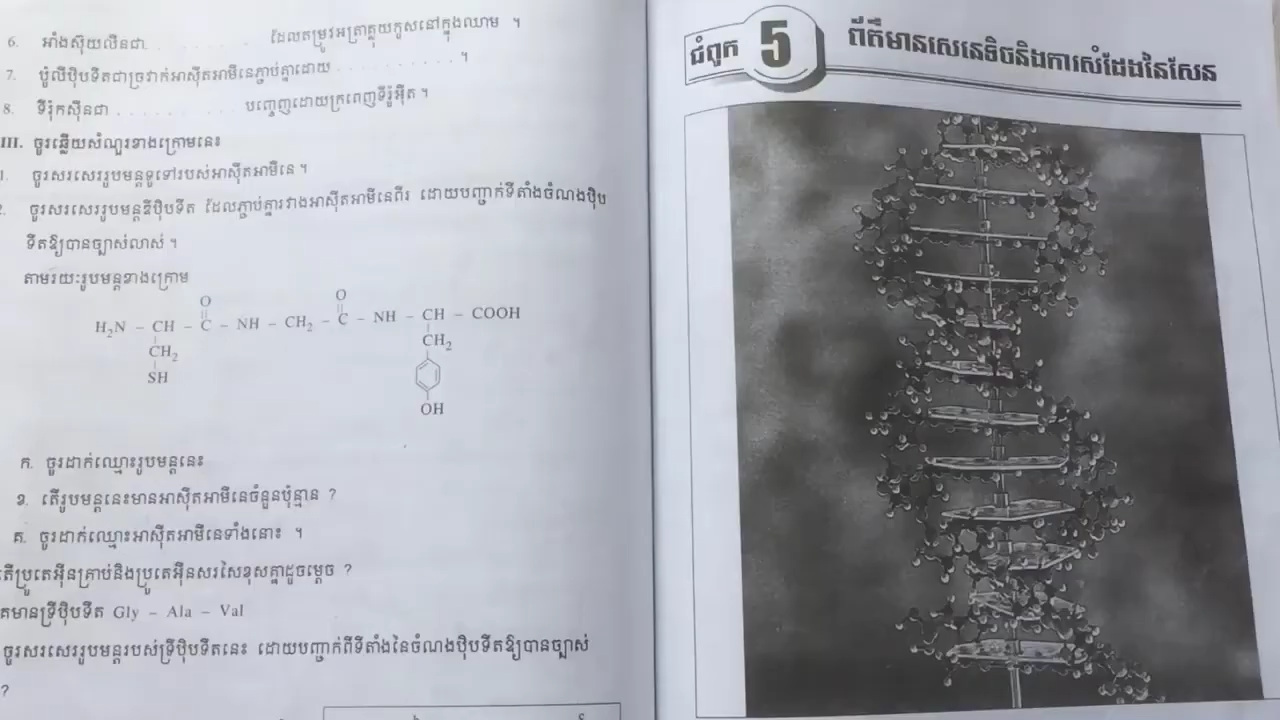 6. អាំងស៊ុយលីនជា. . . . . . . . . . ដែលតម្រូវអត្រាគ្លុយកូសនៅក្នុងឈាម ។
7. ប៉ូលីប៉ិបទីតជាច្រវាក់អាស៊ីតអាមីនេភ្ជាប់គ្នាដោយ . . . . . . . . . . . ។
8. ទីរ៉ុកស៊ីនជា . . . . . . . . . . . បញ្ចេញដោយក្រពេញទីរ៉ូអ៊ីត ។
III. ចូរឆ្លើយសំណួរខាងក្រោមនេះ
1. ចូរសរសេររូបមន្តទូទៅរបស់អាស៊ីតអាមីនេ ។
2. ចូរសរសេររូបមន្តឌីប៉ិបទីត ដែលភ្ជាប់គ្នារវាងអាស៊ីតអាមីនេពីរ ដោយបញ្ជាក់ទីតាំងចំណងប៉ិប
ទីតឱ្យបានច្បាស់លាស់ ។
តាមរយៈរូបមន្តខាងក្រោម
O O
H₂N – CH – C – NH – CH₂ – C – NH – CH – COOH
CH₂ CH₂
SH
OH
ក. ចូរដាក់ឈ្មោះរូបមន្តនេះ
ខ. តើរូបមន្តនេះមានអាស៊ីតអាមីនេចំនួនប៉ុន្មាន ?
គ. ចូរដាក់ឈ្មោះអាស៊ីតអាមីនេទាំងនោះ ។
តើប្រូតេអ៊ីនគ្រាប់និងប្រូតេអ៊ីនសរសៃខុសគ្នាដូចម្តេច ?
គេមានទ្រីប៉ិបទីត Gly – Ala – Val
ចូរសរសេររូបមន្តរបស់ទ្រីប៉ិបទីតនេះ ដោយបញ្ជាក់ពីទីតាំងនៃចំណងប៉ិបទីតឱ្យបានច្បាស់
?
ជំពូក 5 ព័ត៌មានសេនេទិចនិងការសំដែងនៃសែន